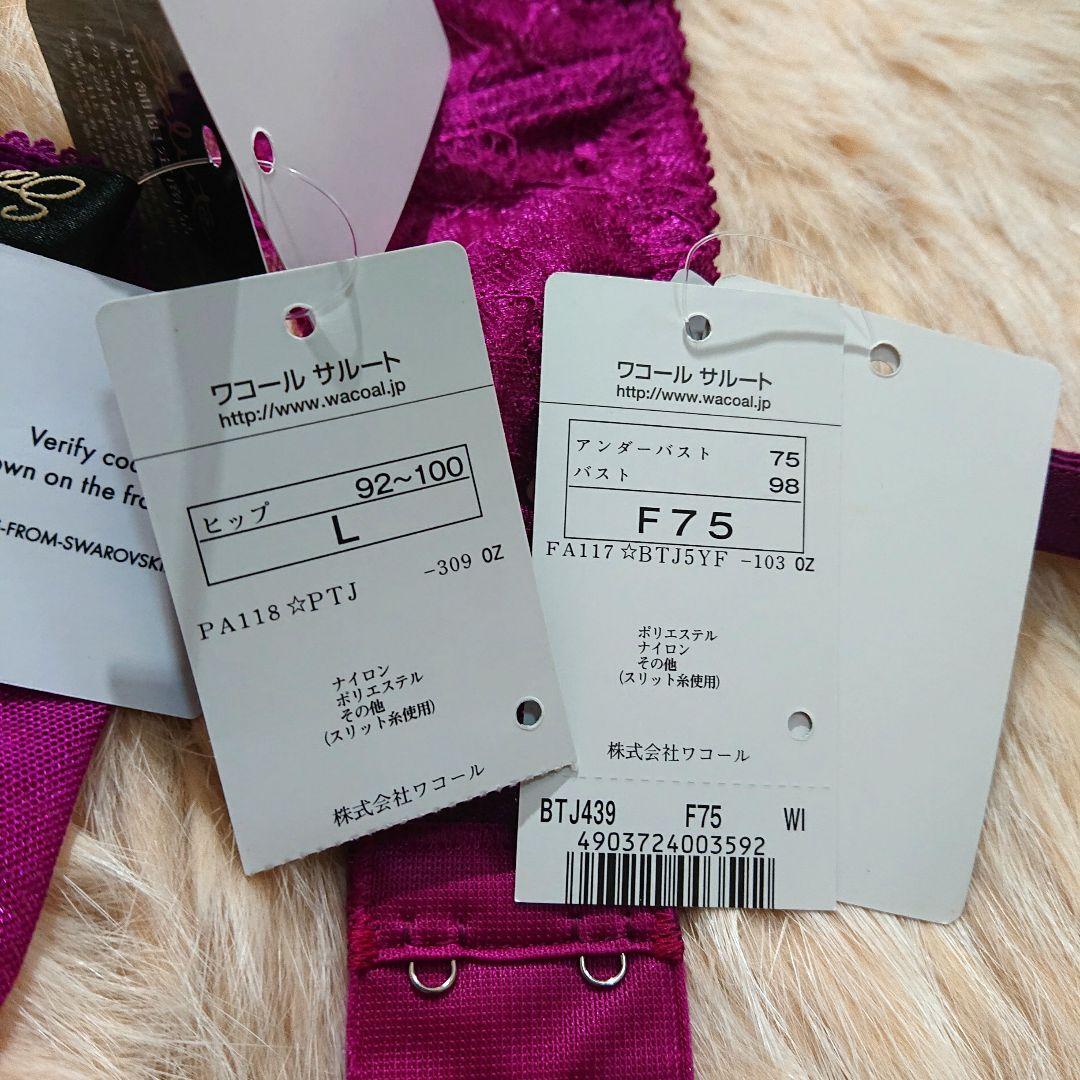 Verify
on the
-FROM-SWAROVSKI
ワコール サルート
http://www.wacoal.jp
ヒップ 92~100
L
PA118☆PTJ -309 OZ
ナイロン
ポリエステル
その他
(スリット糸使用)
株式会社ワコール
ワコール サルート
http://www.wacoal.jp
アンダーバスト 75
バスト 98
F75
FA117☆BTJ5YF -103 OZ
ポリエステル
ナイロン
その他
(スリット糸使用)
株式会社ワコール
BTJ439 F75 WI
4903724003592